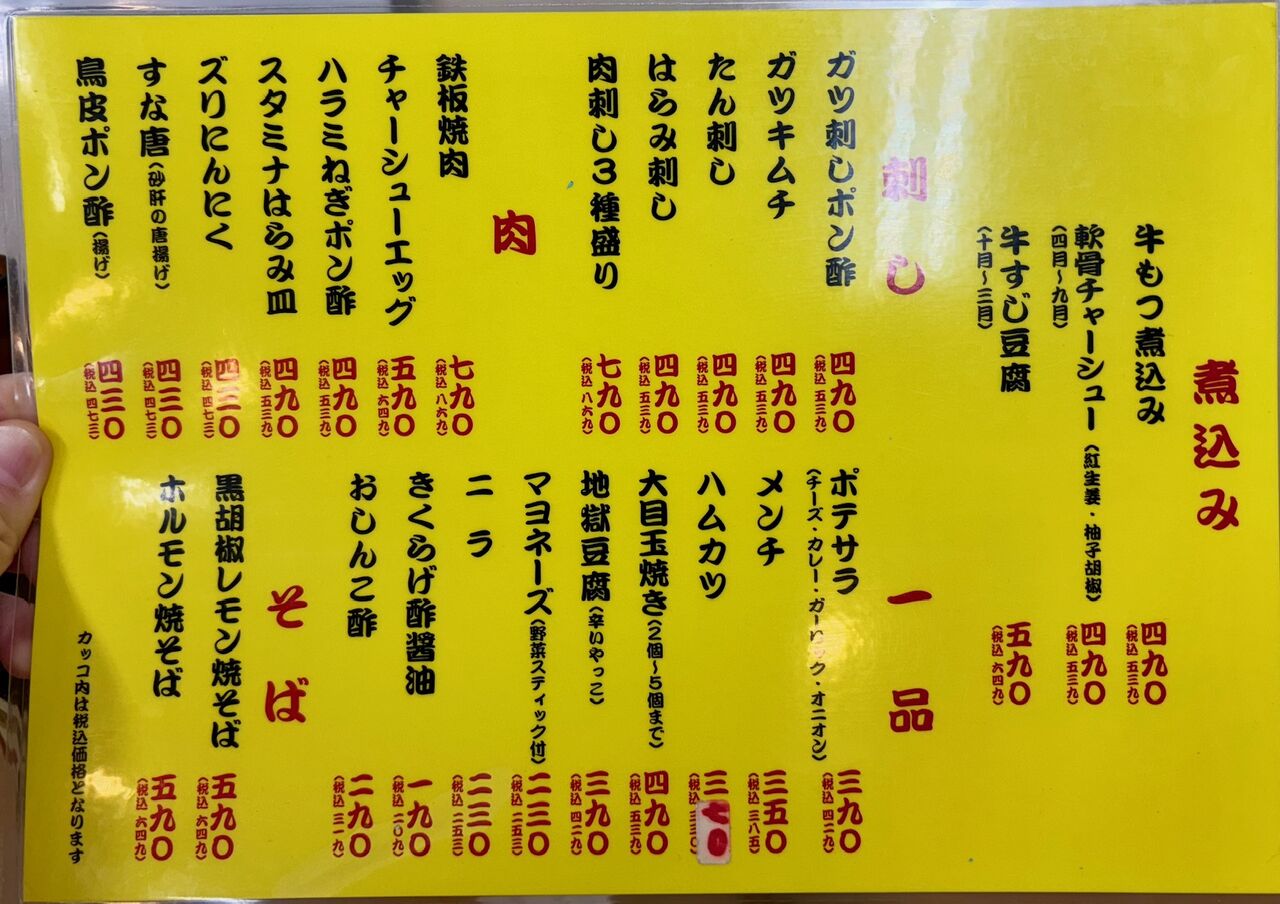 煮込み
牛もつ煮込み
四九〇
(税込 五三九)
軟骨チャーシュー(紅生姜・柚子胡椒)
(四月～九月)
四九〇
(税込 五三九)
牛すじ豆腐
(十月～三月)
五九〇
(税込 六四九)
刺し
ガツ刺しポン酢
四九〇
(税込 五三九)
ガツキムチ
四九〇
(税込 五三九)
たん刺し
四九〇
(税込 五三九)
はらみ刺し
四九〇
(税込 五三九)
肉刺し3種盛り
七九〇
(税込 八六九)
肉
鉄板焼肉
七九〇
(税込 八六九)
チャーシューエッグ
五九〇
(税込 六四九)
ハラミねぎポン酢
四九〇
(税込 五三九)
スタミナはらみ皿
四九〇
(税込 五三九)
ズリにんにく
四三〇
(税込 四七三)
すな唐(砂肝の唐揚げ)
四三〇
(税込 四七三)
鳥皮ポン酢(揚げ)
四三〇
(税込 四七三)
一品
ポテサラ
(チーズ・カレー・ガーリック・オニオン)
三九〇
(税込 四二九)
メンチ
三五〇
(税込 三八五)
ハムカツ
三七〇
大目玉焼き(2個～5個まで)
四九〇
(税込 五三九)
地獄豆腐(辛いやっこ)
三九〇
(税込 四二九)
マヨネーズ(野菜スティック付)
二三〇
(税込 二五三)
ニラ
二三〇
(税込 二五三)
きくらげ酢醤油
一九〇
(税込 二〇九)
おしんこ酢
二九〇
(税込 三一九)
そば
黒胡椒レモン焼そば
五九〇
(税込 六四九)
ホルモン焼そば
五九〇
(税込 六四九)
カッコ内は税込価格となります